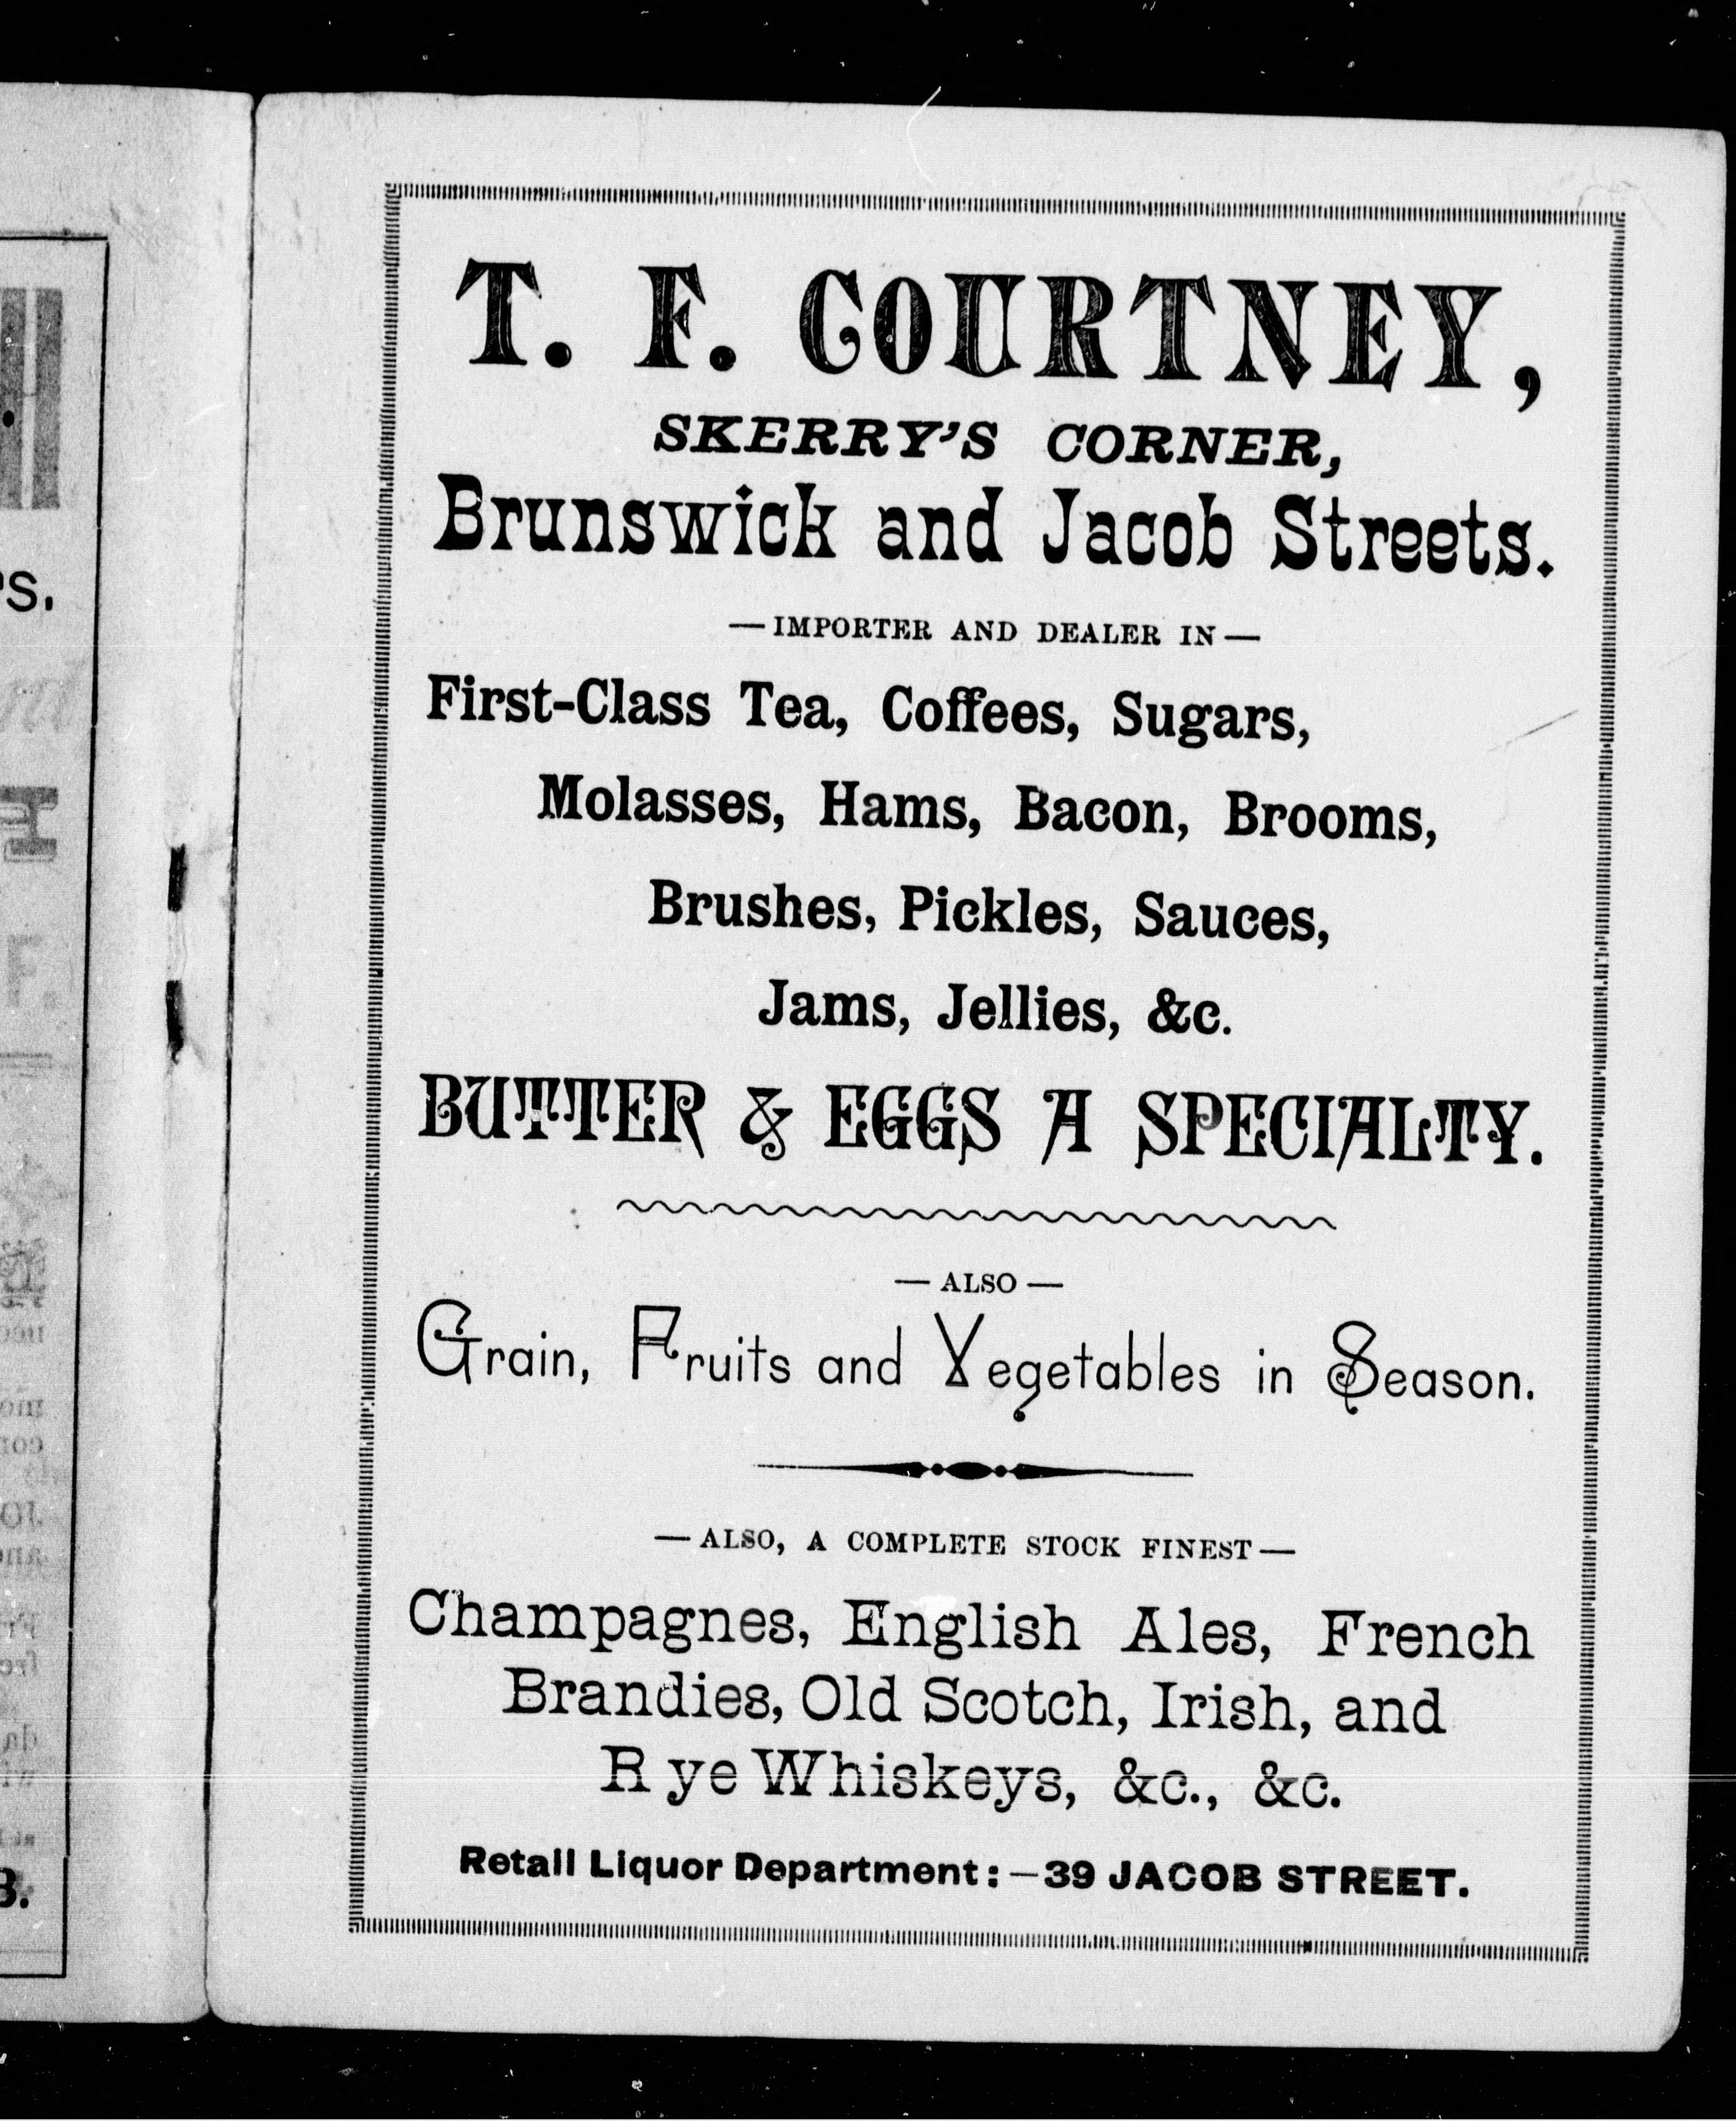 T. F. COURTNEY,
SKERRY'S CORNER,
Brunswick and Jacob Streets.
— IMPORTER AND DEALER IN —
First-Class Tea, Coffees, Sugars,
Molasses, Hams, Bacon, Brooms,
Brushes, Pickles, Sauces,
Jams, Jellies, &c.
BUTTER & EGGS A SPECIALTY.
— ALSO —
Grain, Fruits and Vegetables in Season.
— ALSO, A COMPLETE STOCK FINEST —
Champagnes, English Ales, French
Brandies, Old Scotch, Irish, and
Rye Whiskeys, &c., &c.
Retail Liquor Department:—39 JACOB STREET.